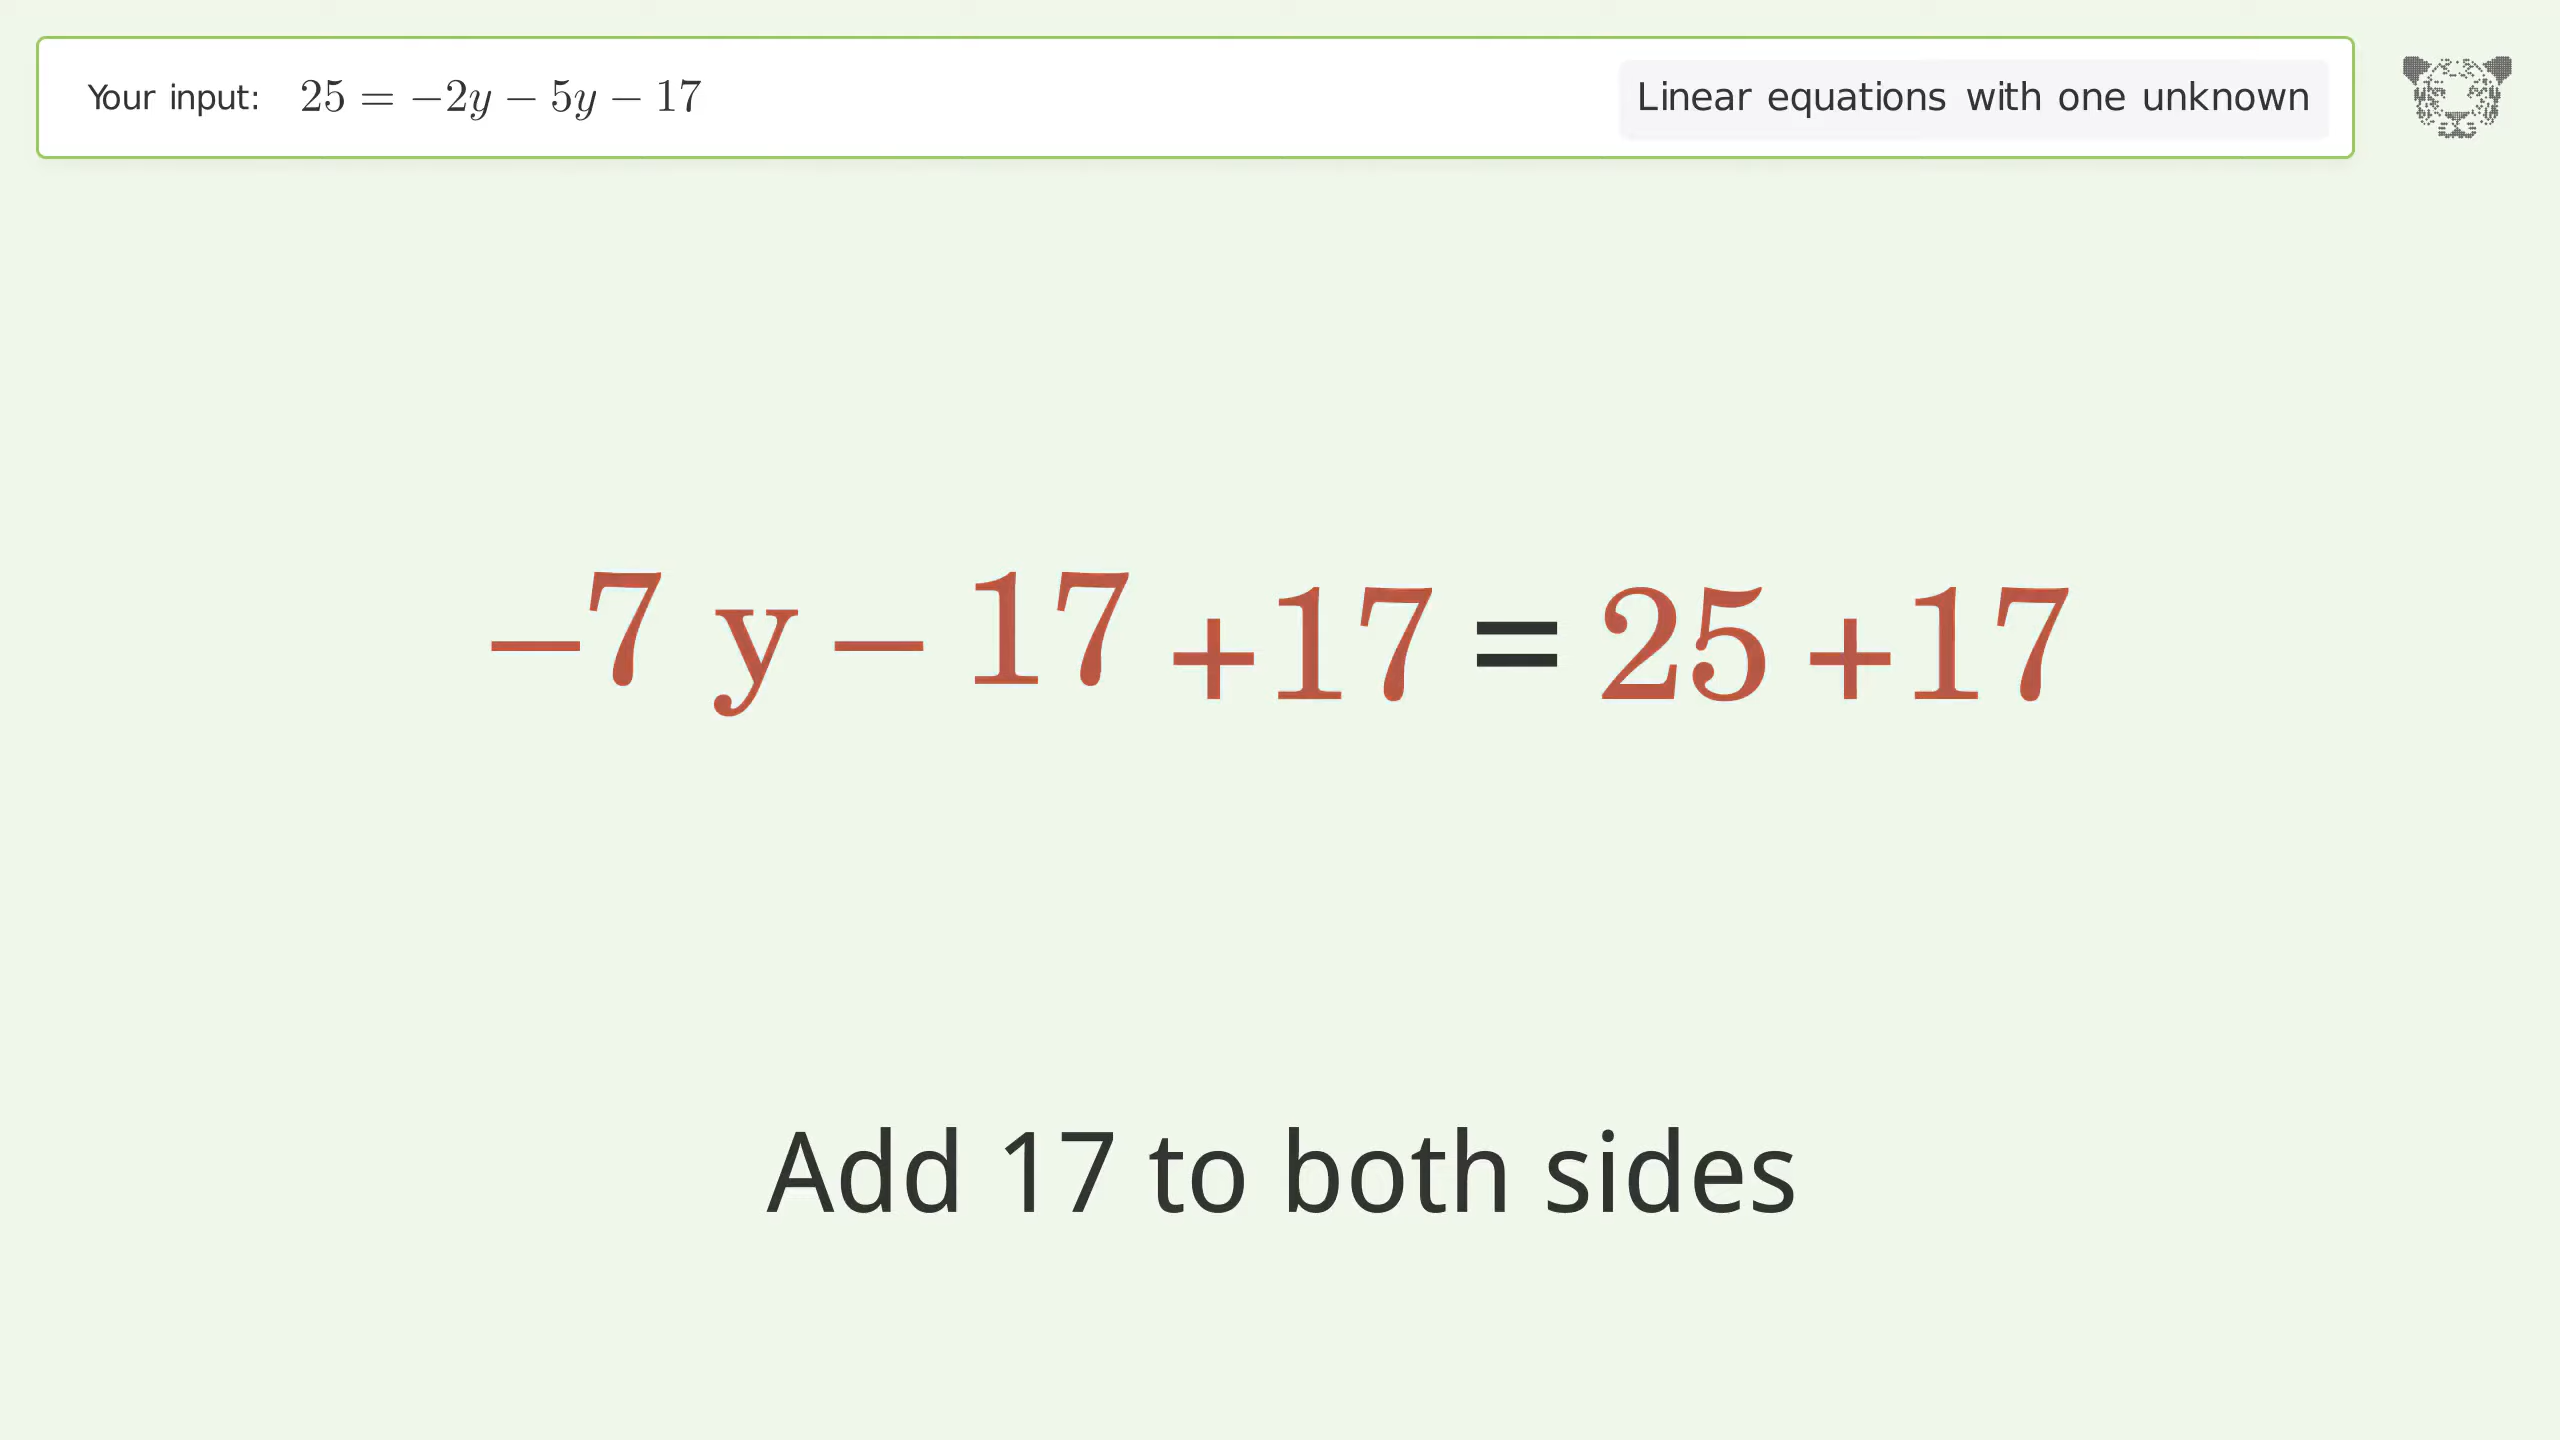 Your input: 25 = −2y − 5y − 17
Linear equations with one unknown
−7 y − 17 +17 = 25 +17
Add 17 to both sides